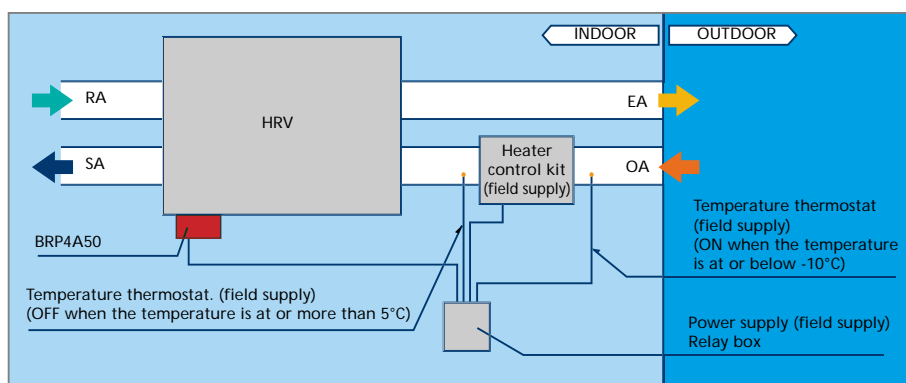 INDOOR
OUTDOOR
RA
HRV
EA
SA
Heater
control kit
(field supply)
OA
BRP4A50
Temperature thermostat
(field supply)
(ON when the temperature
is at or below -10°C)
Temperature thermostat. (field supply)
(OFF when the temperature is at or more than 5°C)
Power supply (field supply)
Relay box